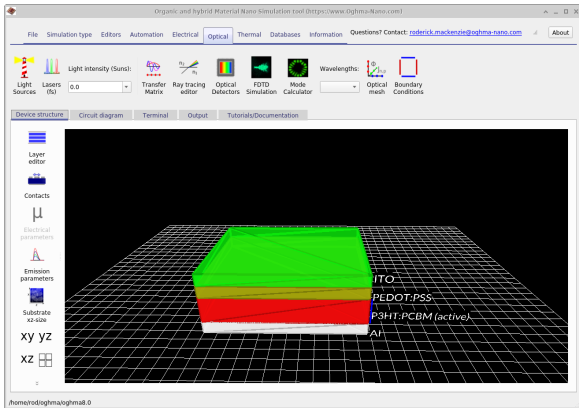 Organic and hybrid Material Nano Simulation tool (https://www.Oghma-Nano.com)
File Simulation type Editors Automation Electrical Optical Thermal Databases Information Questions? Contact: roderick.mackenzie@oghma-nano.com About
Light intensity (Suns): Wavelengths:
0.0
Light Sources
Lasers (fs)
Transfer Matrix
Ray tracing editor
Optical Detectors
FDTD Simulation
Mode Calculator
Optical mesh
Boundary Conditions
Device structure Circuit diagram Terminal Output Tutorials/Documentation
Layer editor
Contacts
μ
Electrical parameters
Emission parameters
Substrate xz-size
xy yz
xz
ITO
PEDOT:PSS
P3HT:PCBM (active)
Al
/home/rod/oghma/oghma8.0